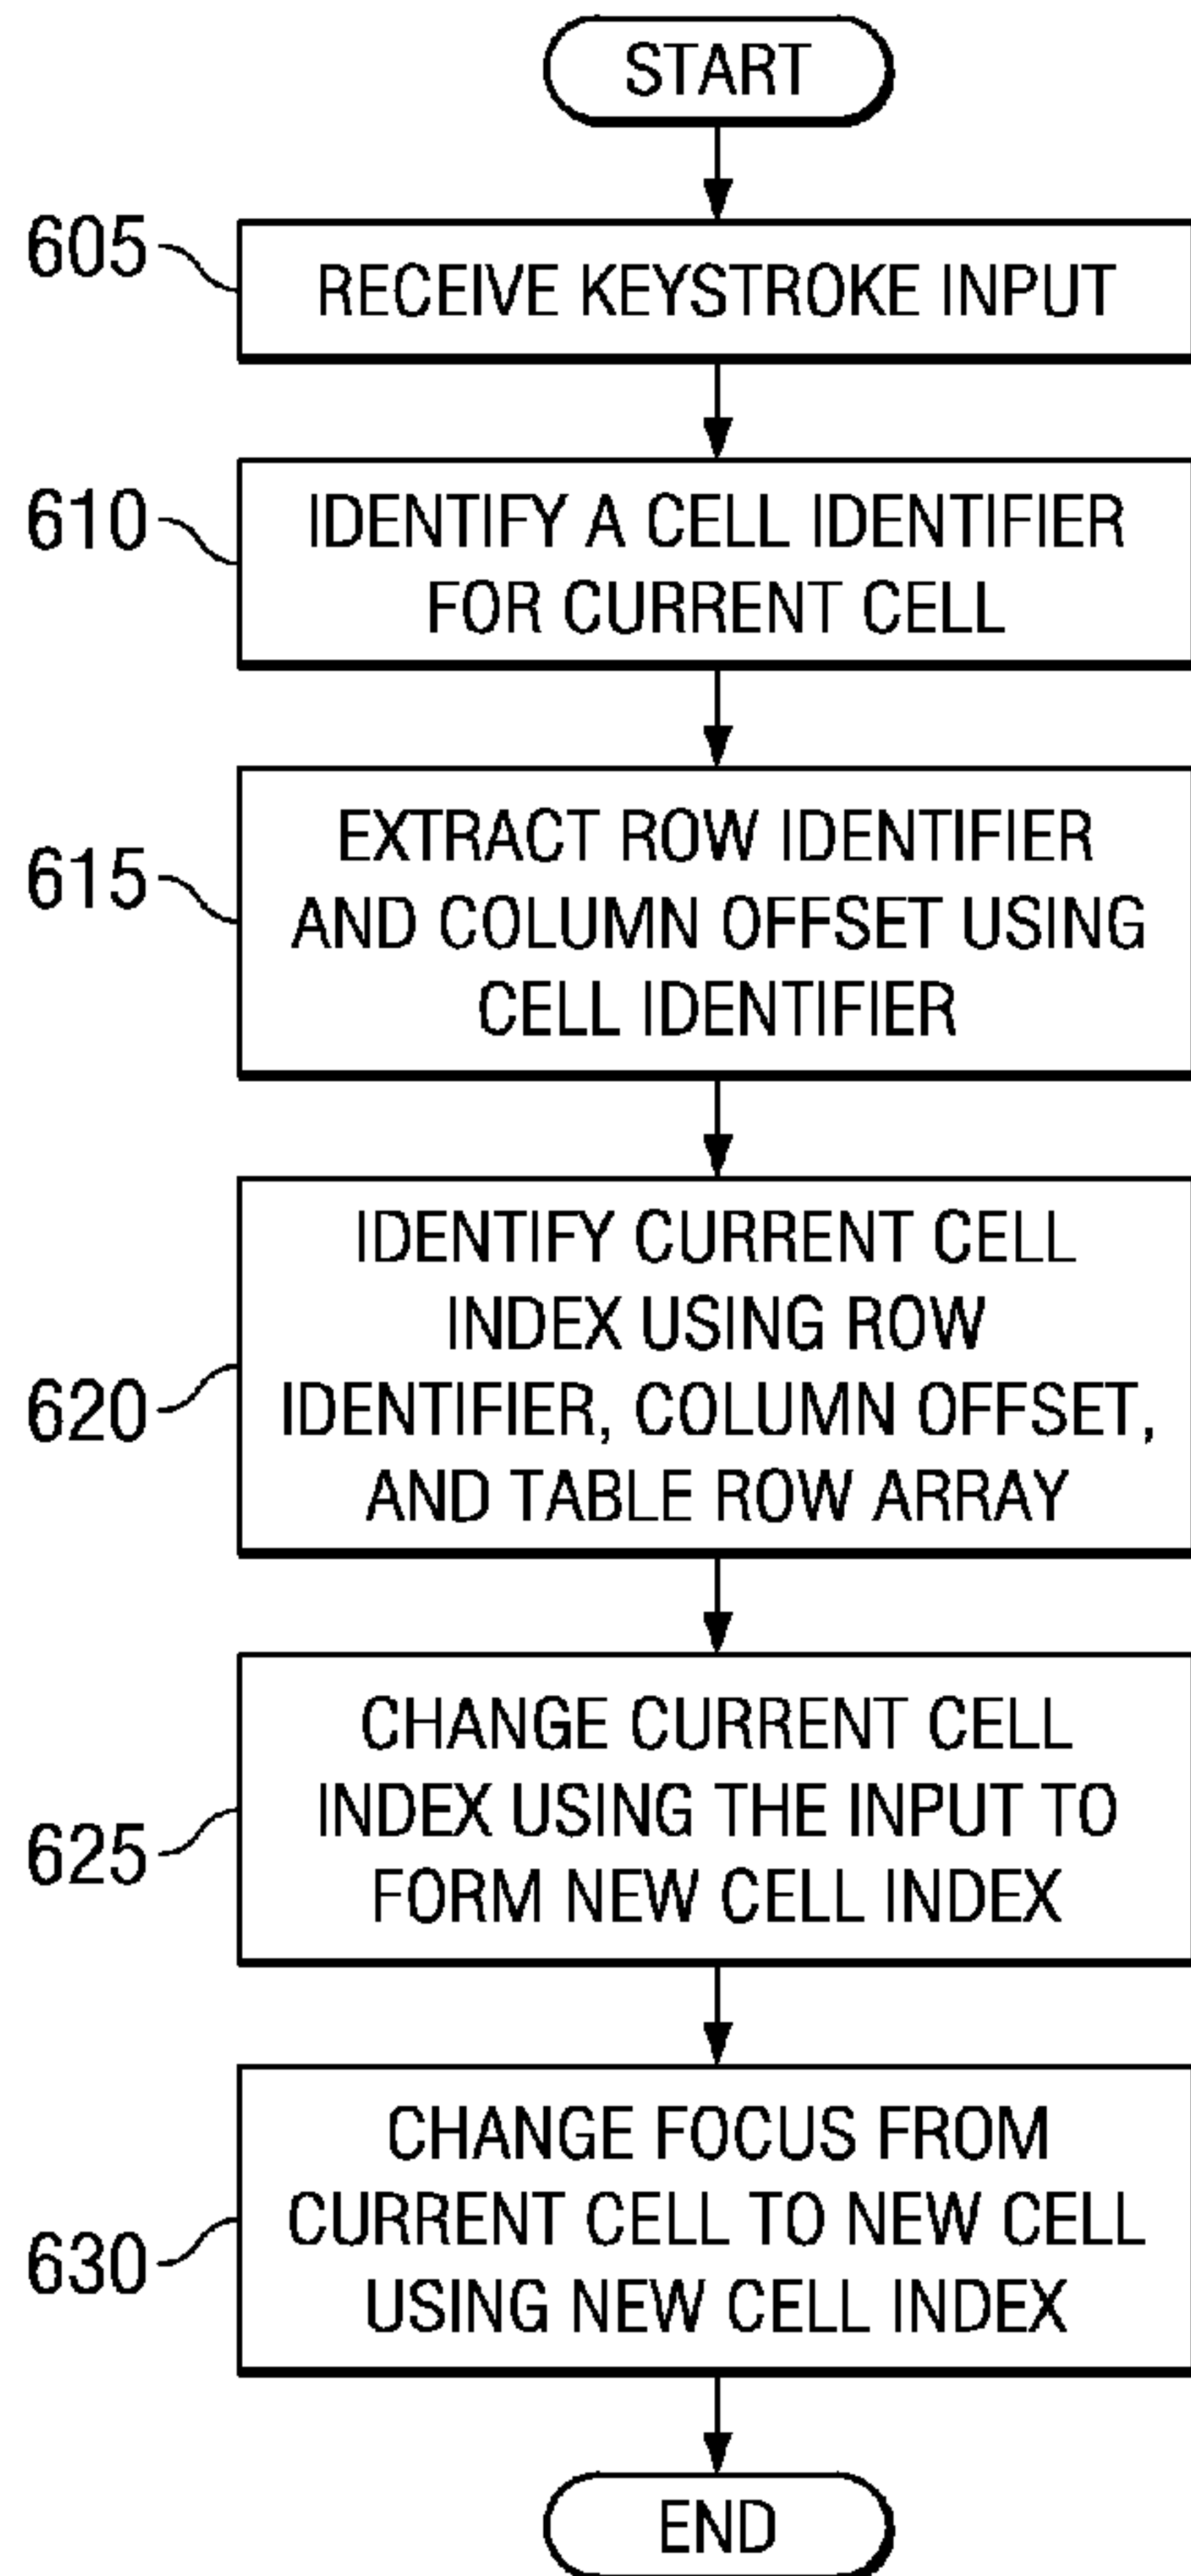 START
605
RECEIVE KEYSTROKE INPUT
610
IDENTIFY A CELL IDENTIFIER
FOR CURRENT CELL
615
EXTRACT ROW IDENTIFIER
AND COLUMN OFFSET USING
CELL IDENTIFIER
620
IDENTIFY CURRENT CELL
INDEX USING ROW
IDENTIFIER, COLUMN OFFSET,
AND TABLE ROW ARRAY
625
CHANGE CURRENT CELL
INDEX USING THE INPUT TO
FORM NEW CELL INDEX
630
CHANGE FOCUS FROM
CURRENT CELL TO NEW CELL
USING NEW CELL INDEX
END